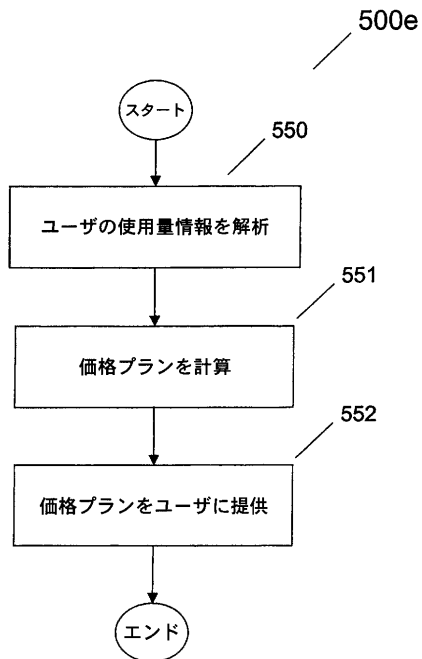 500e
スタート
550
ユーザの使用量情報を解析
551
価格プランを計算
552
価格プランをユーザに提供
エンド